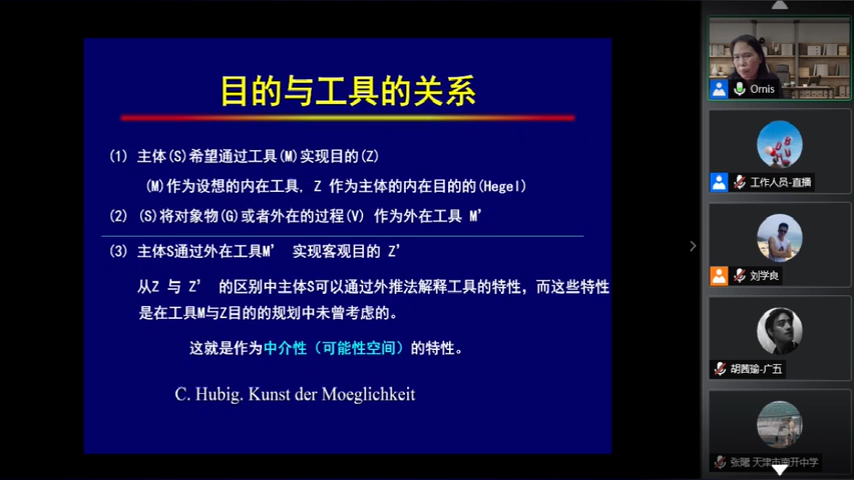 目的与工具的关系
(1) 主体(S)希望通过工具(M)实现目的(Z)
(M)作为设想的内在工具, Z 作为主体的内在目的的(Hegel)
(2) (S)将对象物(G)或者外在的过程(V) 作为外在工具 M'
(3) 主体S通过外在工具M' 实现客观目的 Z'
从Z 与 Z' 的区别中主体S可以通过外推法解释工具的特性，而这些特性
是在工具M与Z目的的规划中未曾考虑的。
这就是作为中介性（可能性空间）的特性。
C. Hubig. Kunst der Moeglichkeit
Ornis
工作人员-直播
刘学良
胡茜瑜-广五
张曙 天津市南开中学